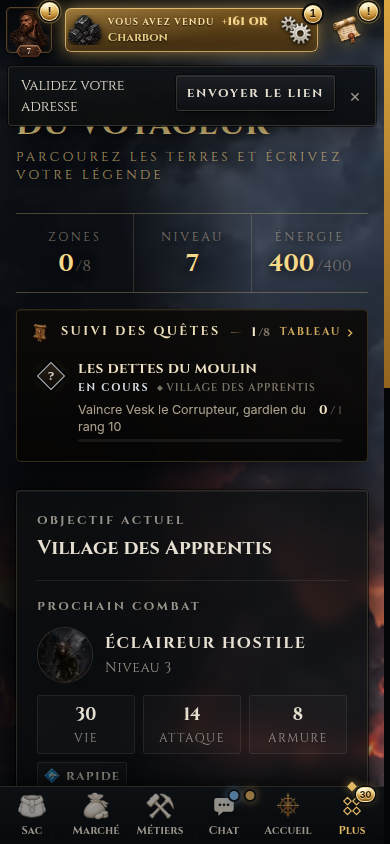 !
7
VOUS AVEZ VENDU +161 OR
CHARBON
1
!
VALIDEZ VOTRE
ADRESSE
ENVOYER LE LIEN
×
DU VOYAGEUR
PARCOUREZ LES TERRES ET ÉCRIVEZ
VOTRE LÉGENDE
ZONES
0/8
NIVEAU
7
ÉNERGIE
400/400
SUIVI DES QUÊTES — 1/8 TABLEAU >
?
LES DETTES DU MOULIN
EN COURS ◆ VILLAGE DES APPRENTIS
Vaincre Vesk le Corrupteur, gardien du 0 / 1
rang 10
OBJECTIF ACTUEL
VILLAGE DES APPRENTIS
PROCHAIN COMBAT
ÉCLAIREUR HOSTILE
NIVEAU 3
30
VIE
14
ATTAQUE
8
ARMURE
RAPIDE
30
SAC
MARCHÉ
MÉTIERS
CHAT
ACCUEIL
PLUS